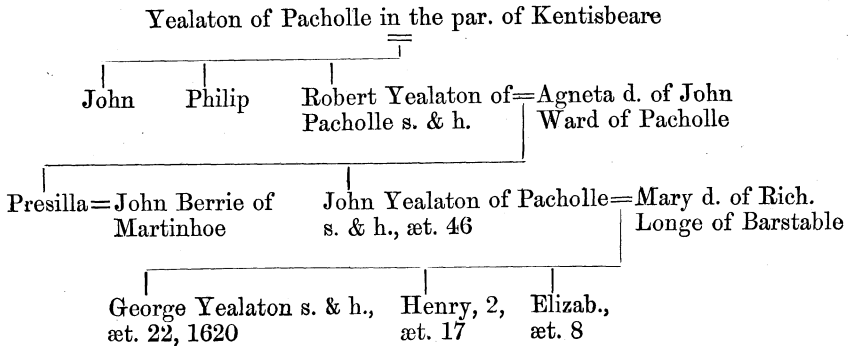 Yealaton of Pacholle in the par. of Kentisbeare
John
Philip
Robert Yealaton of=Agneta d. of John
Pacholle s. & h.
Ward of Pacholle
Presilla=John Berrie of
Martinhoe
John Yealaton of Pacholle=Mary d. of Rich.
s. & h., æt. 46
Longe of Barstable
George Yealaton s. & h.,
æt. 22, 1620
Henry, 2,
æt. 17
Elizab.,
æt. 8